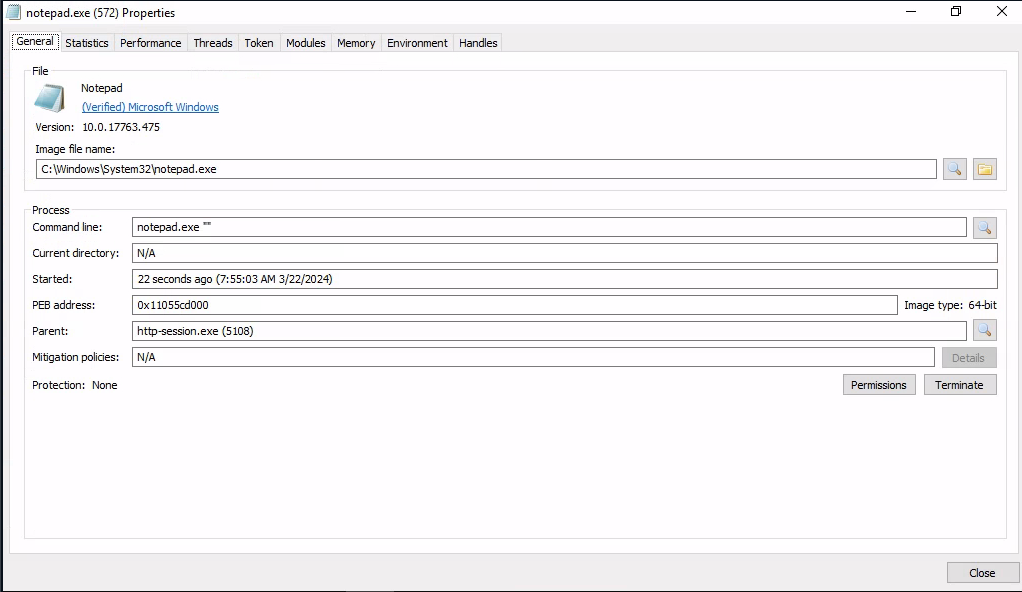 notepad.exe (572) Properties
General Statistics Performance Threads Token Modules Memory Environment Handles
File
Notepad
(Verified) Microsoft Windows
Version: 10.0.17763.475
Image file name:
C:\Windows\System32\notepad.exe
Process
Command line: notepad.exe ""
Current directory: N/A
Started: 22 seconds ago (7:55:03 AM 3/22/2024)
PEB address: 0x11055cd000 Image type: 64-bit
Parent: http-session.exe (5108)
Mitigation policies: N/A Details
Protection: None Permissions Terminate
Close